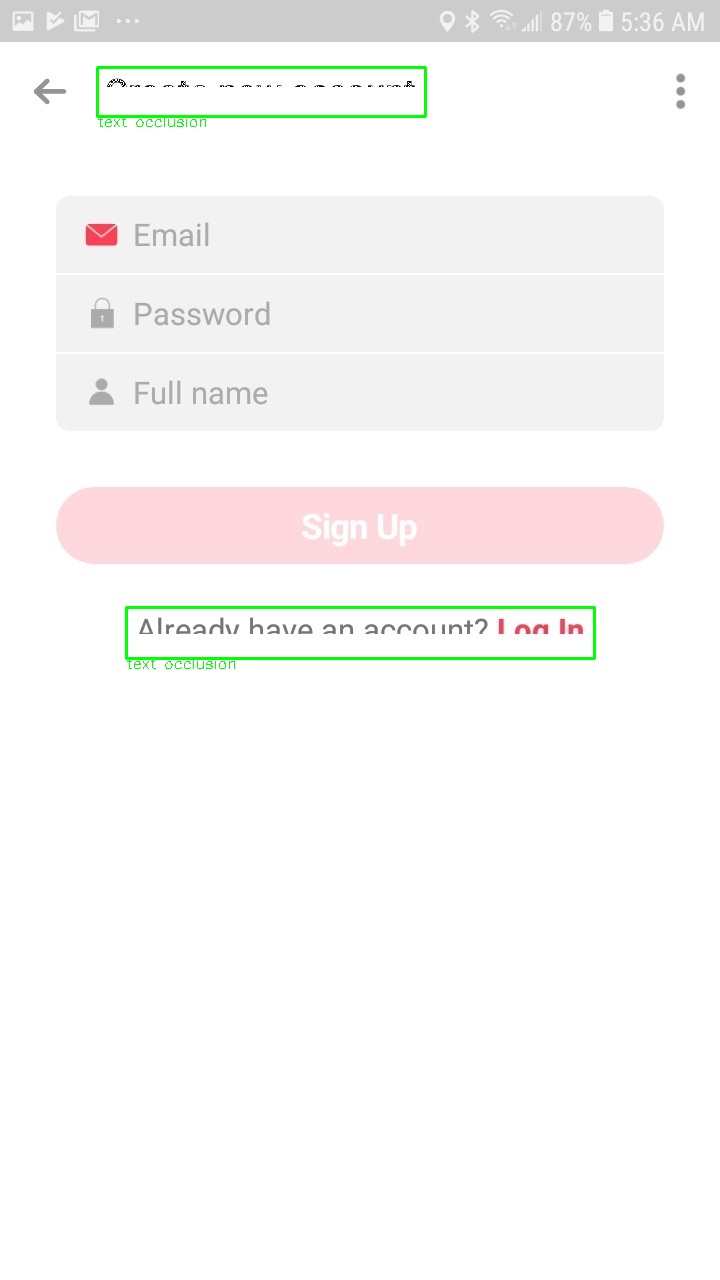 87% 5:36 AM
Create new account
text occlusion
Email
Password
Full name
Sign Up
Already have an account? Log In
text occlusion